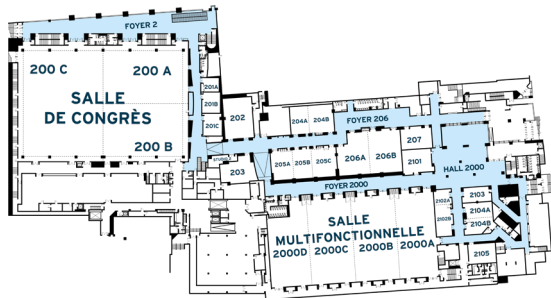 FOYER 2
200 C
200 A
SALLE
DE CONGRÈS
200 B
201A
201B
201C
202
STUDIO
203
204A
204B
FOYER 206
205A
205B
205C
206A
206B
207
2101
HALL 2000
FOYER 2000
SALLE
MULTIFONCTIONNELLE
2000D
2000C
2000B
2000A
2102A
2102B
2103
2104A
2104B
2105